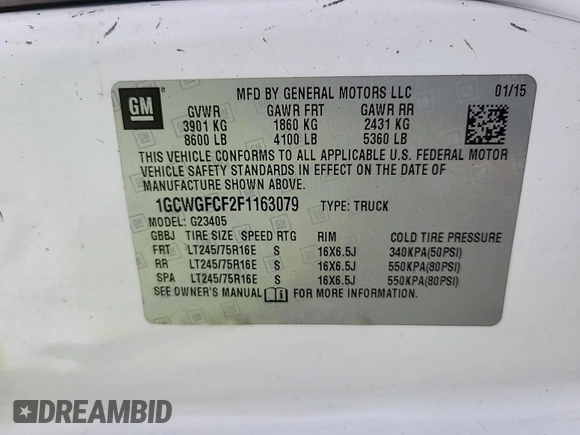 GM
MFD BY GENERAL MOTORS LLC 01/15
GVWR GAWR FRT GAWR RR
3901 KG 1860 KG 2431 KG
8600 LB 4100 LB 5360 LB
THIS VEHICLE CONFORMS TO ALL APPLICABLE U.S. FEDERAL MOTOR
VEHICLE SAFETY STANDARDS IN EFFECT ON THE DATE OF
MANUFACTURE SHOWN ABOVE.
1GCWGFCF2F1163079 TYPE: TRUCK
MODEL: G23405
GBBJ TIRE SIZE SPEED RTG RIM COLD TIRE PRESSURE
FRT LT245/75R16E S 16X6.5J 340KPA(50PSI)
RR LT245/75R16E S 16X6.5J 550KPA(80PSI)
SPA LT245/75R16E S 16X6.5J 550KPA(80PSI)
SEE OWNER'S MANUAL FOR MORE INFORMATION
DREAMBID